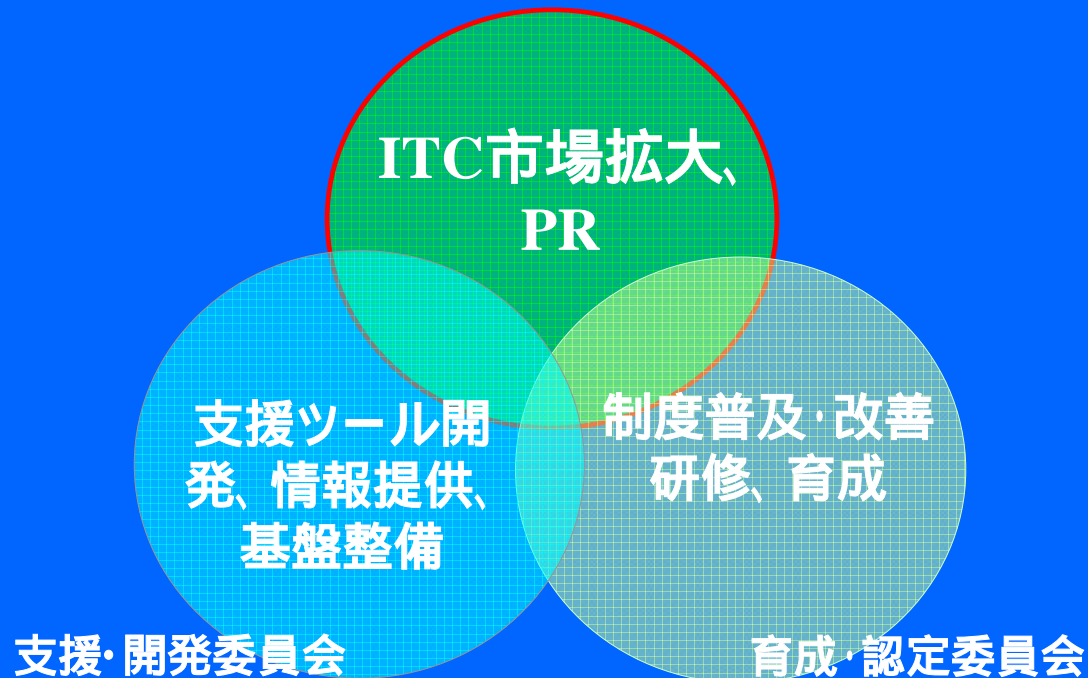 ITC市場拡大、
PR
支援ツール開
発、情報提供、
基盤整備
制度普及・改善
研修、育成
支援・開発委員会
育成・認定委員会